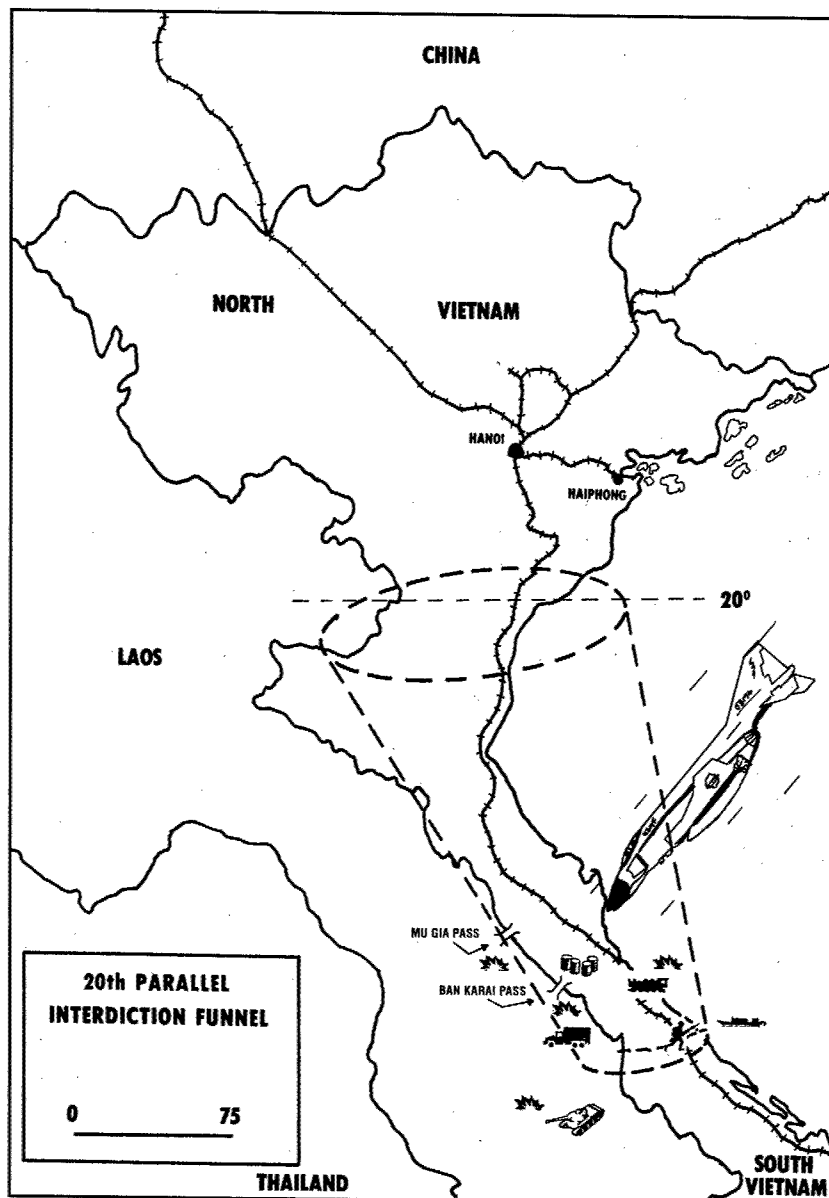 CHINA
NORTH
VIETNAM
HANOI
HAIPHONG
20⁰
LAOS
MU GIA PASS
BAN KARAI PASS
20th PARALLEL
INTERDICTION FUNNEL
0 75
THAILAND
SOUTH
VIETNAM